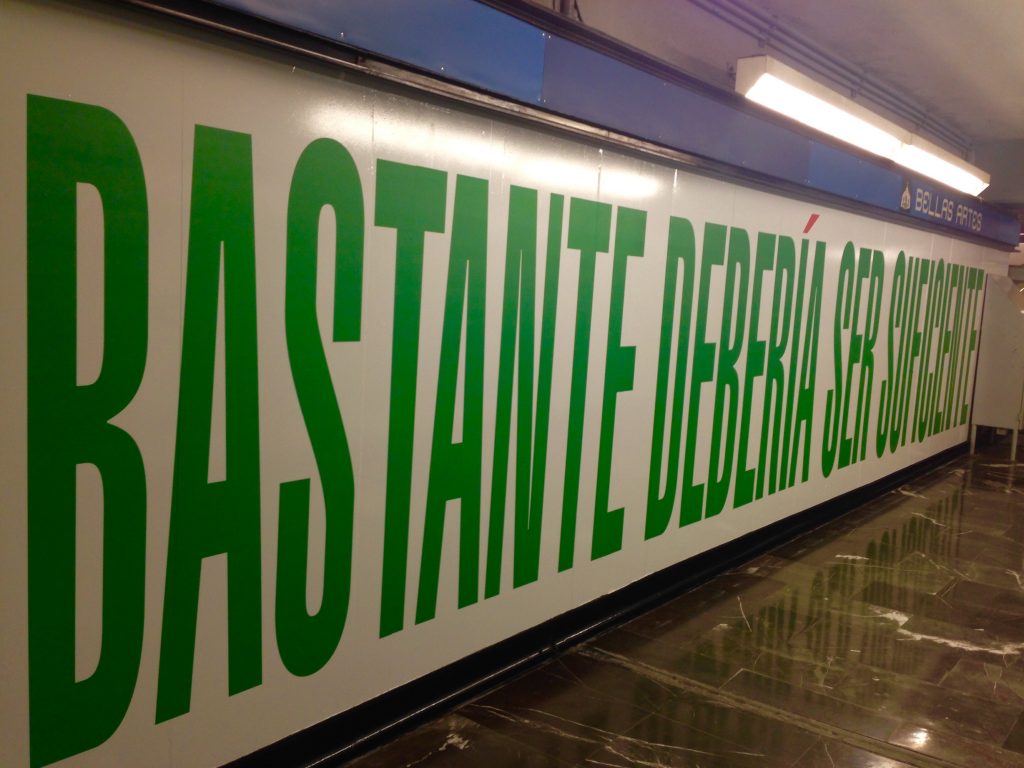 BELLAS ARTES
BASTANTE DEBERÍA SER SUFICIENTE